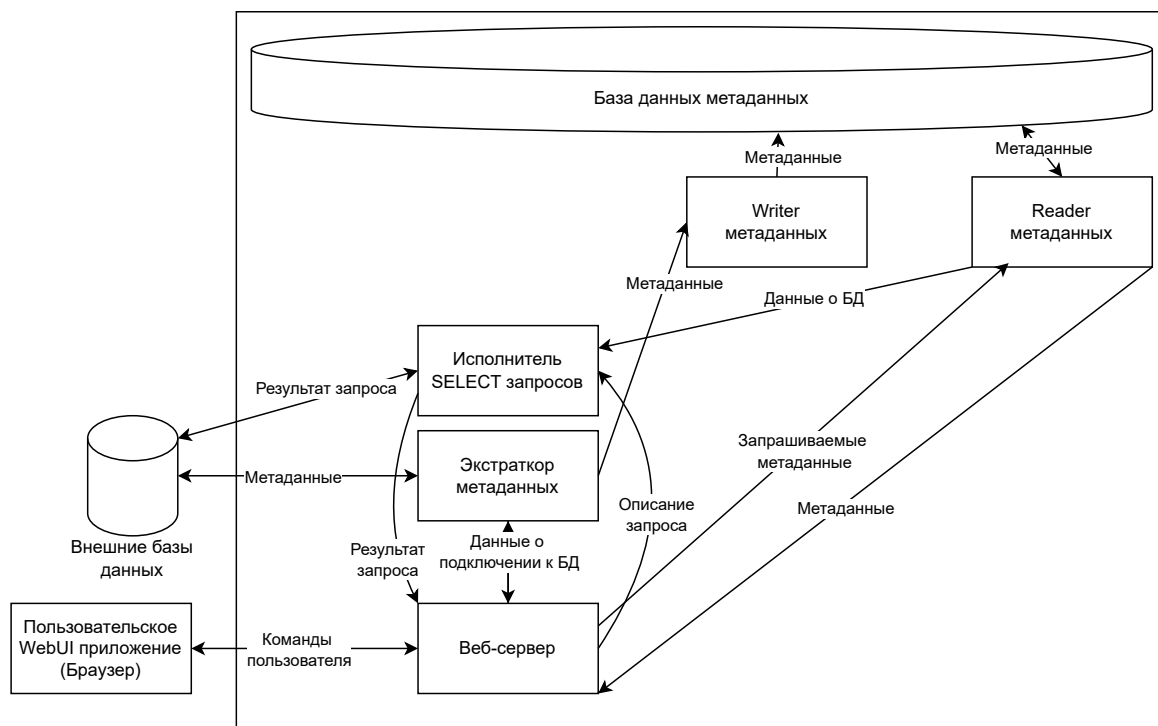 База данных метаданных
Метаданные
Метаданные
Writer
метаданных
Reader
метаданных
Метаданные
Данные о БД
Исполнитель
SELECT запросов
Результат запроса
Запрашиваемые
метаданные
Экстраткор
метаданных
Метаданные
Описание
запроса
Метаданные
Внешние базы
данных
Результат
запроса
Данные о
подключении к БД
Пользовательское
WebUI приложение
(Браузер)
Команды
пользователя
Веб-сервер